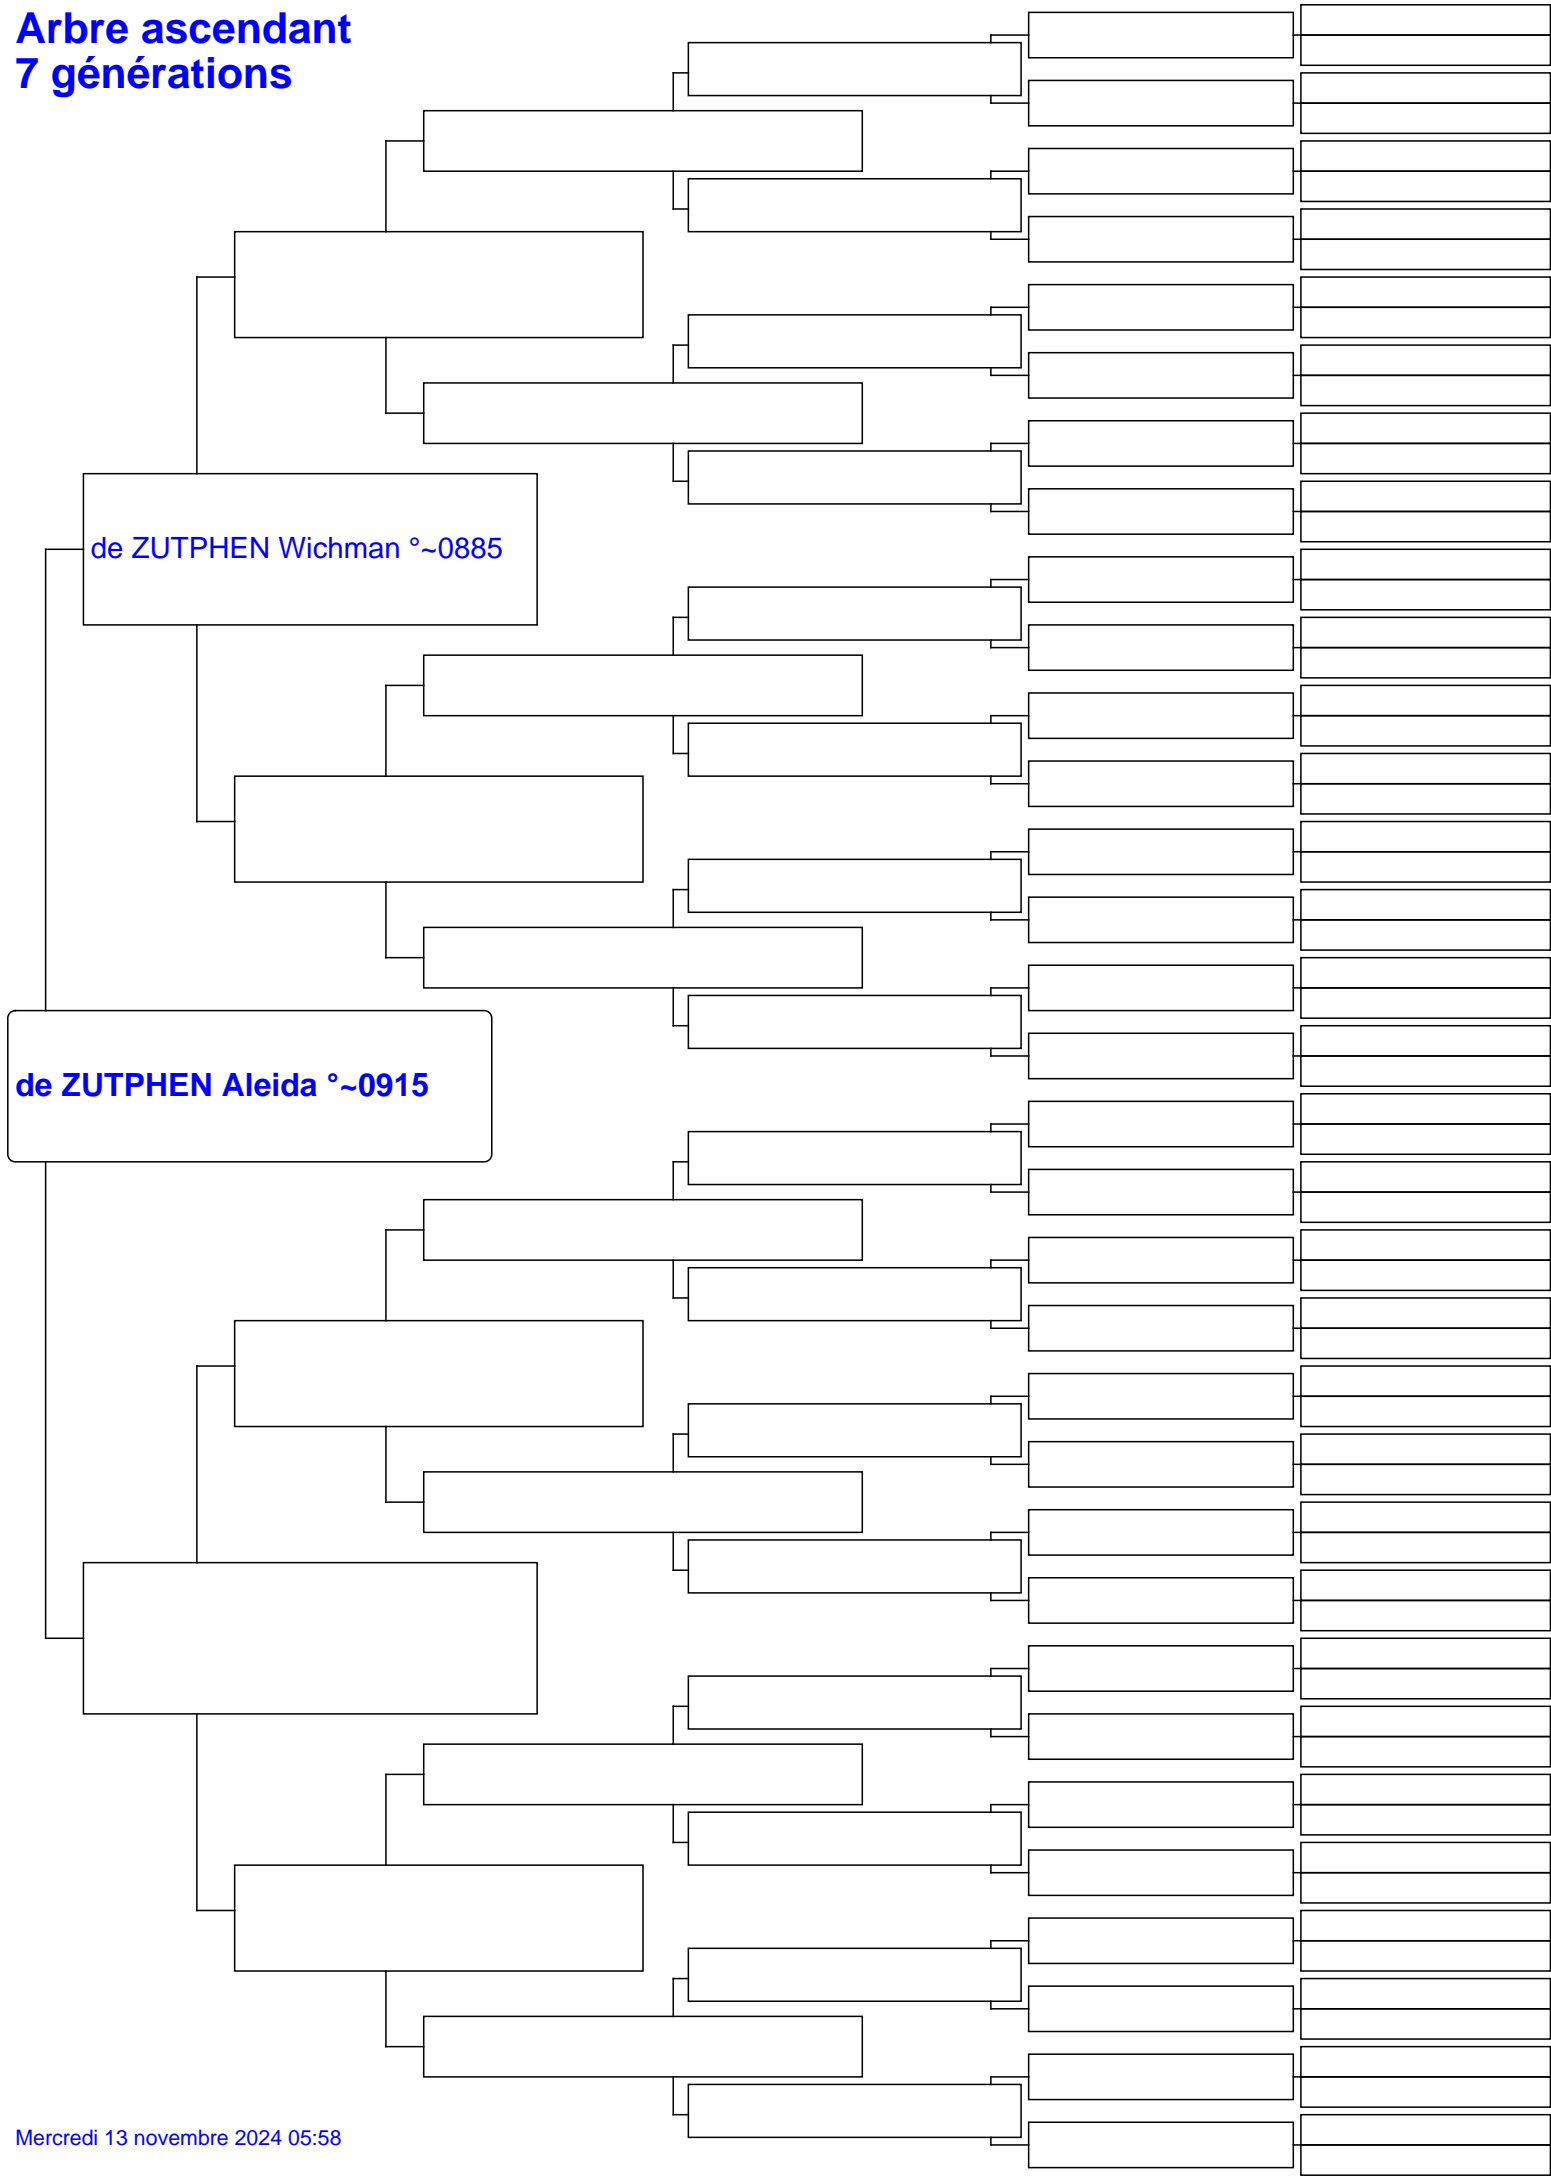 Arbre ascendant
7 générations
de ZUTPHEN Wichman °~0885
de ZUTPHEN Aleida °~0915
Mercredi 13 novembre 2024 05:58